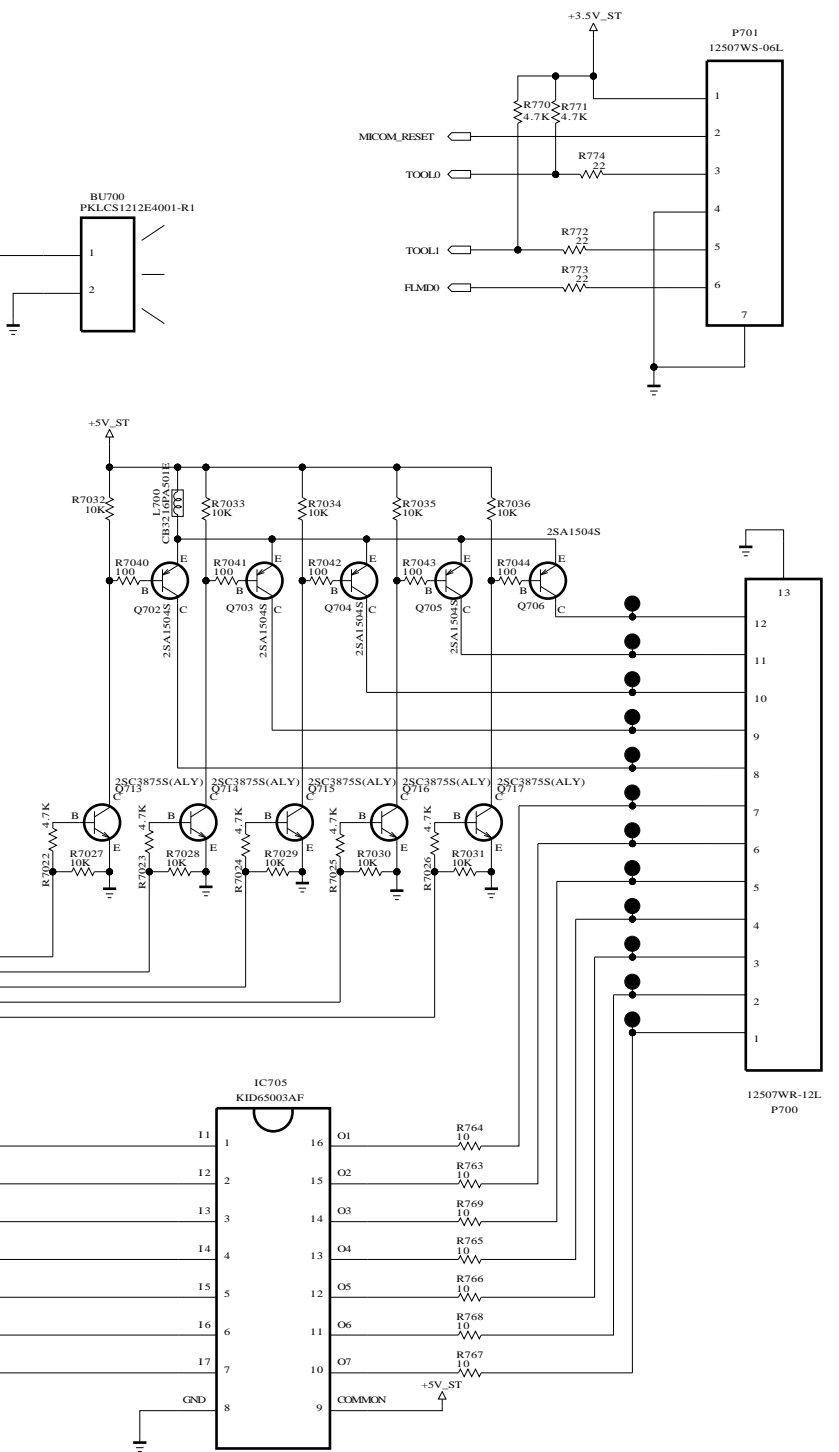 +3.5V_ST
P701
12507WS-06L
R770
4.7K
R771
4.7K
1
MICOM_RESET
2
R774
22
TOOL0
3
4
R772
22
TOOL1
5
R773
22
FLMD0
6
7
BU700
PKLCS1212E4001-R1
1
2
+5V_ST
R7032
10K
L700
CB3216PA501E
R7033
10K
R7034
10K
R7035
10K
R7036
10K
2SA1504S
R7040
100
B
E
C
Q702
2SA1504S
R7041
100
B
E
C
Q703
2SA1504S
R7042
100
B
E
C
Q704
2SA1504S
R7043
100
B
E
C
Q705
2SA1504S
R7044
100
B
E
C
Q706
13
12
11
10
9
8
7
6
5
4
3
2
1
12507WR-12L
P700
2SC3875S(ALY)
Q713
C
B
E
4.7K
R7022
R7027
10K
2SC3875S(ALY)
Q714
C
B
E
4.7K
R7023
R7028
10K
2SC3875S(ALY)
Q715
C
B
E
4.7K
R7024
R7029
10K
2SC3875S(ALY)
Q716
C
B
E
4.7K
R7025
R7030
10K
2SC3875S(ALY)
Q717
C
B
E
4.7K
R7026
R7031
10K
IC705
KID65003AF
I1
1
16
O1
R764
10
I2
2
15
O2
R763
10
I3
3
14
O3
R769
10
I4
4
13
O4
R765
10
I5
5
12
O5
R766
10
I6
6
11
O6
R768
10
I7
7
10
O7
R767
10
GND
8
9
COMMON
+5V_ST